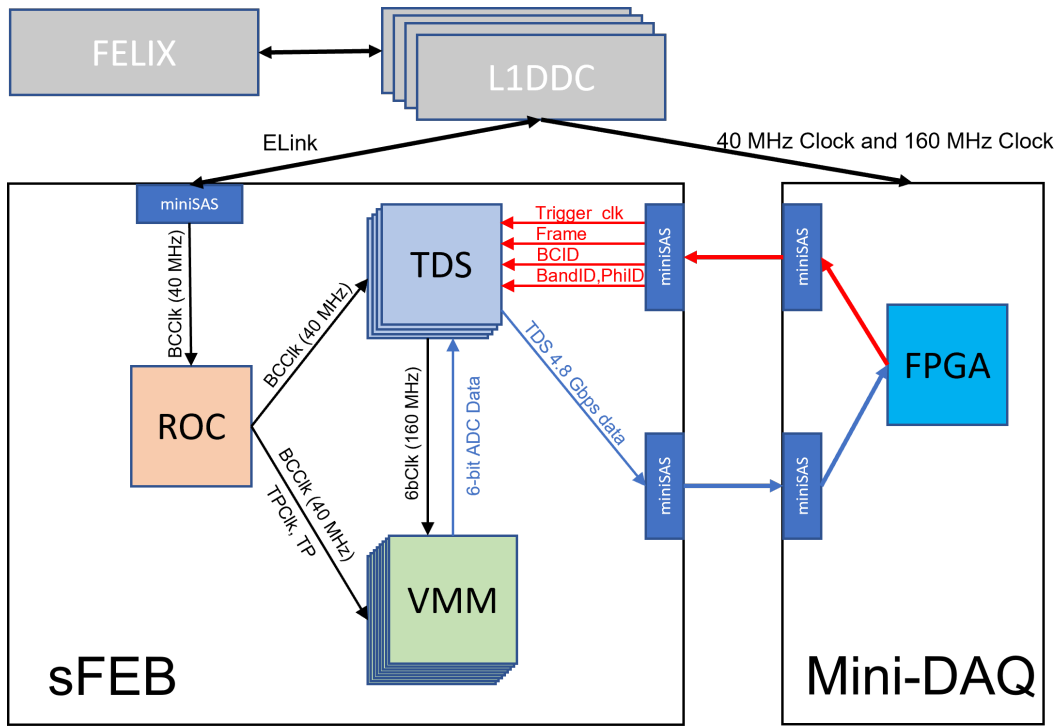 FELIX
L1DDC
ELink
40 MHz Clock and 160 MHz Clock
miniSAS
BCClk (40 MHz)
TDS
Trigger_clk
Frame
BCID
BandID,PhiID
miniSAS
miniSAS
BCClk (40 MHz)
FPGA
ROC
6bClk (160 MHz)
6-bit ADC Data
TDS 4.8 Gbps data
miniSAS
miniSAS
BCClk (40 MHz)
TPClk, TP
VMM
sFEB
Mini-DAQ